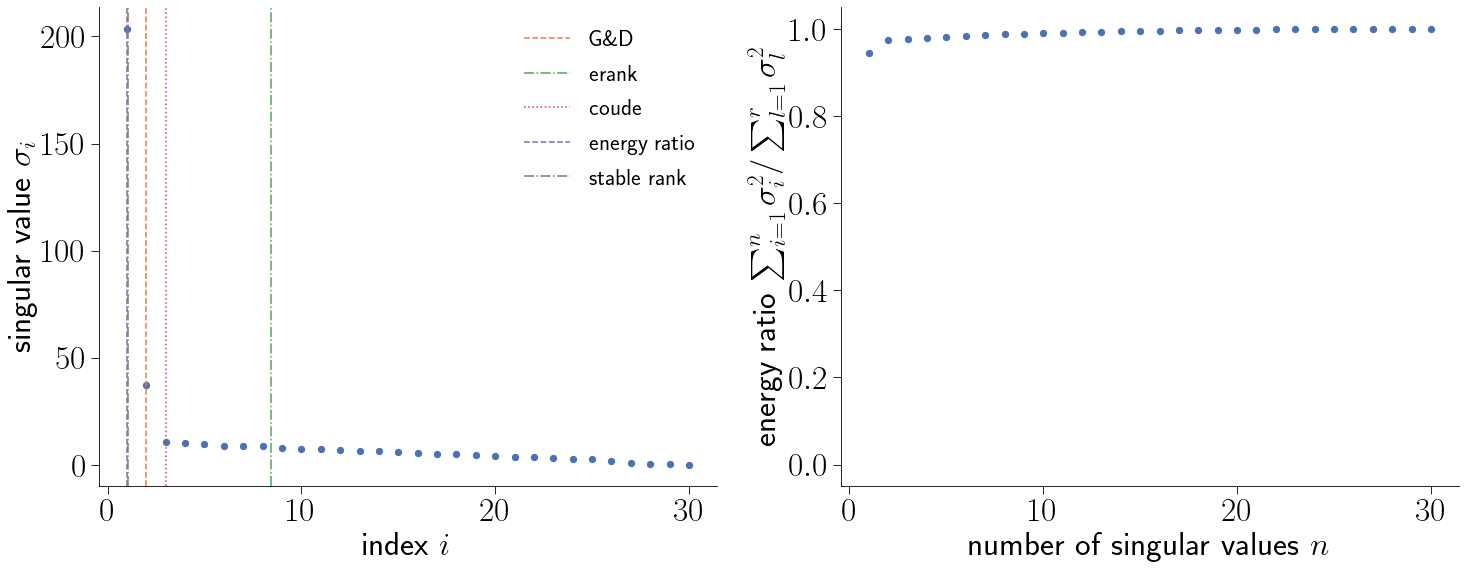 200
150
100
50
0
singular value σ_i
0 10 20 30
index i
G&D
erank
coude
energy ratio
stable rank
1.0
0.8
0.6
0.4
0.2
0.0
energy ratio ∑_{i=1}^{n} σ_i^2 / ∑_{l=1}^{r} σ_l^2
0 10 20 30
number of singular values n